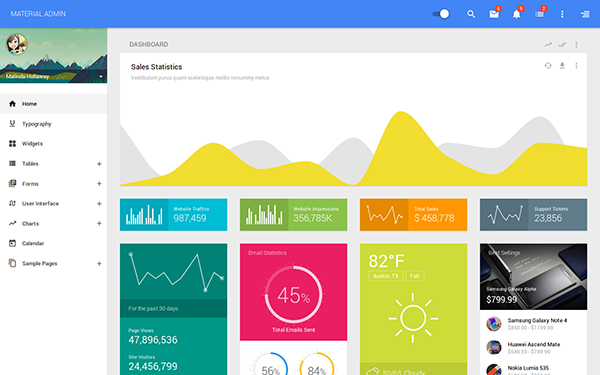 MATERIAL ADMIN
6
9
2
Malinda Hollaway
Home
Typography
Widgets
Tables
Forms
User Interface
Charts
Calendar
Sample Pages
DASHBOARD
Sales Statistics
Vestibulum purus quam scelerisque, mollis nonummy metus
Website Traffics
987,459
Website Impressions
356,785K
Total Sales
$ 458,778
Support Tickets
23,856
For the past 30 days
Page Views
47,896,536
Site Visitors
24,456,799
Email Statistics
45%
Total Emails Sent
56%
84%
82°F
Austin, TX
Fair
Cloudy
Best Sellings
Samsung Galaxy Alpha
$799.99
Samsung Galaxy Note 4
$850.00 - $1199.99
Huawei Ascend Mate
$649.59 - $749.99
Nokia Lumia 535